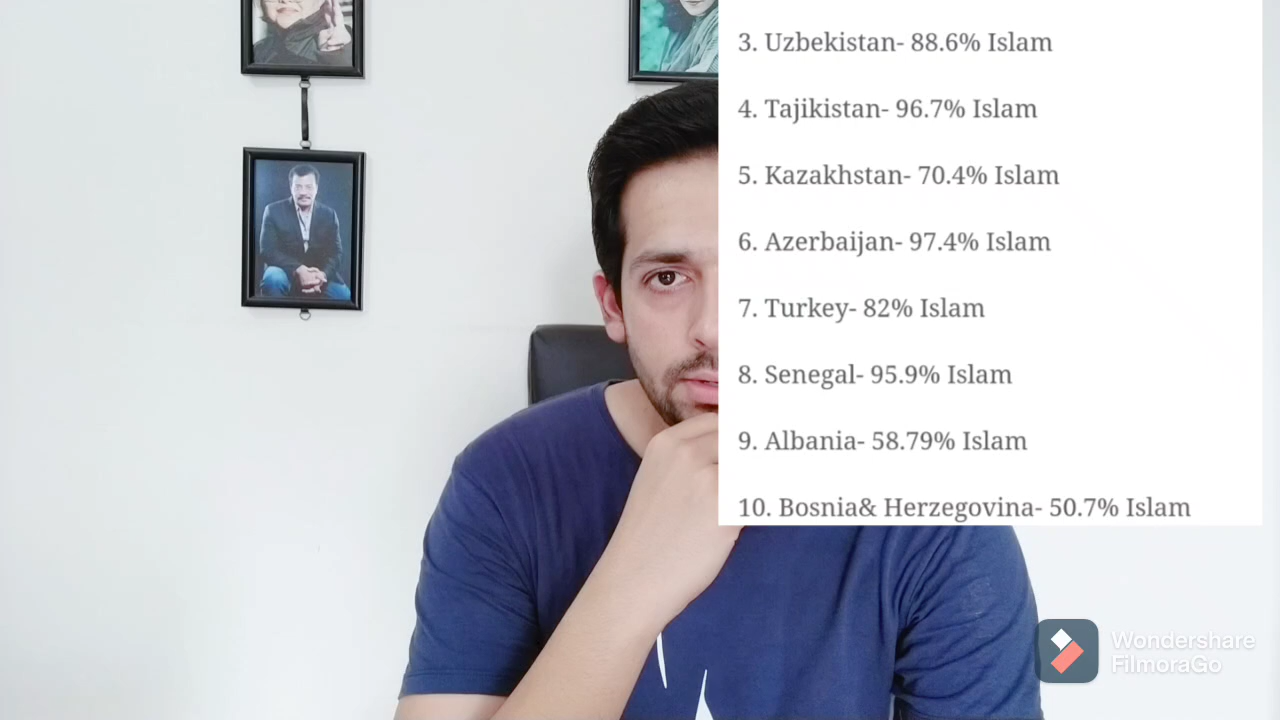 3. Uzbekistan- 88.6% Islam
4. Tajikistan- 96.7% Islam
5. Kazakhstan- 70.4% Islam
6. Azerbaijan- 97.4% Islam
7. Turkey- 82% Islam
8. Senegal- 95.9% Islam
9. Albania- 58.79% Islam
10. Bosnia& Herzegovina- 50.7% Islam
Wondershare
FilmoraGo